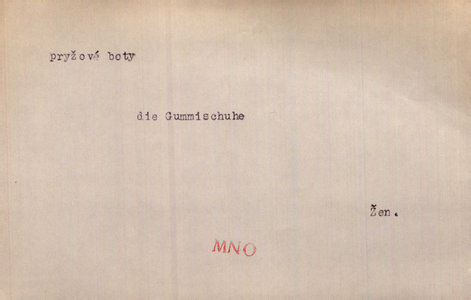 pryžové boty
die Gummischuhe
Žen.
MNO